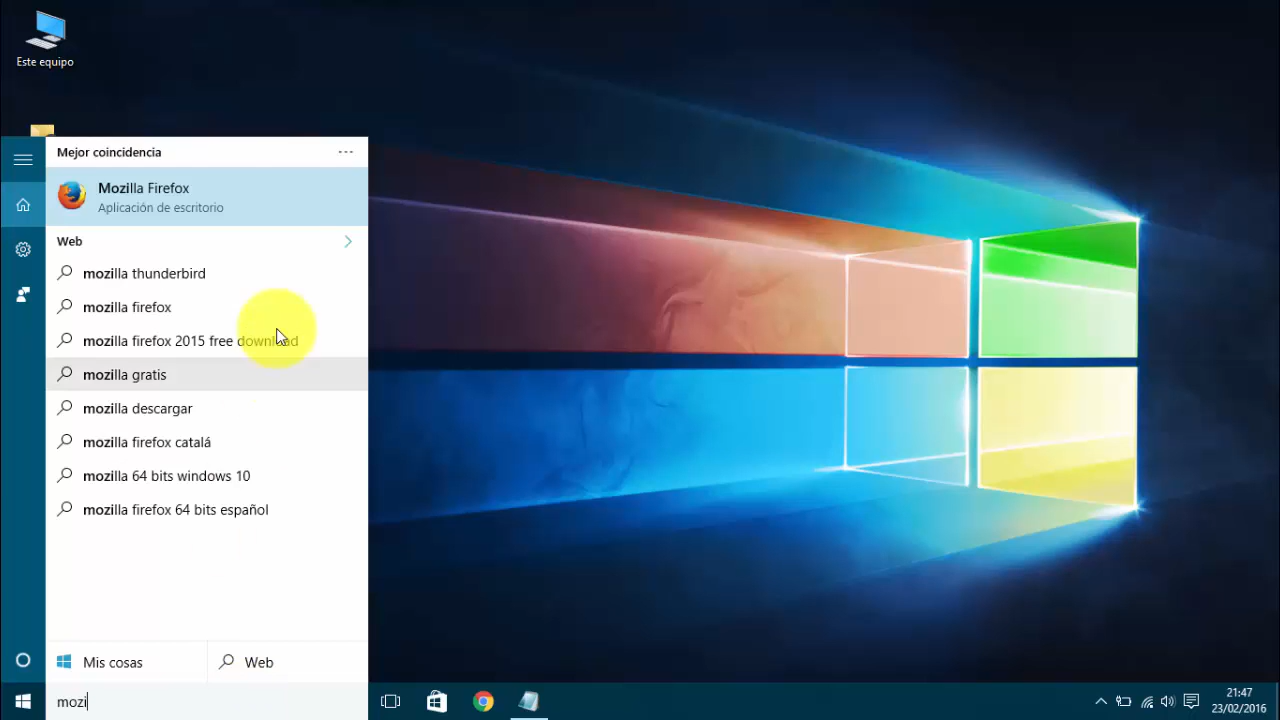 Este equipo
Mejor coincidencia
Mozilla Firefox
Aplicación de escritorio
Web
mozilla thunderbird
mozilla firefox
mozilla firefox 2015 free download
mozilla gratis
mozilla descargar
mozilla firefox catalá
mozilla 64 bits windows 10
mozilla firefox 64 bits español
Mis cosas
Web
mozi
21:47
23/02/2016